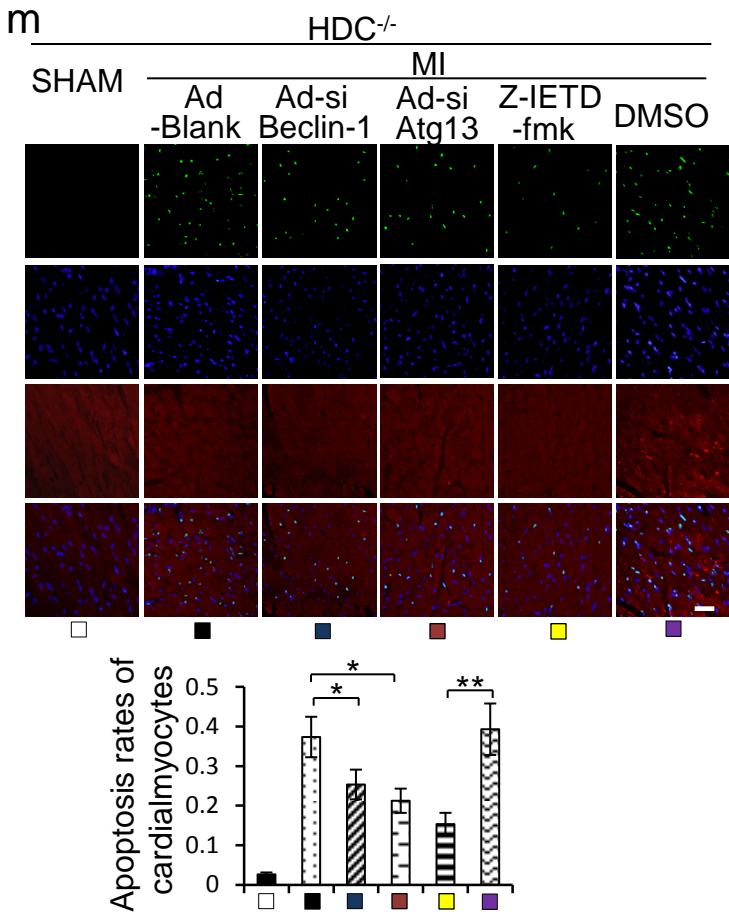 m
HDC-/-
SHAM
MI
Ad
-Blank
Ad-si
Beclin-1
Ad-si
Atg13
Z-IETD
-fmk
DMSO
Apoptosis rates of
cardialmyocytes
0.5
0.4
0.3
0.2
0.1
0
*
*
**